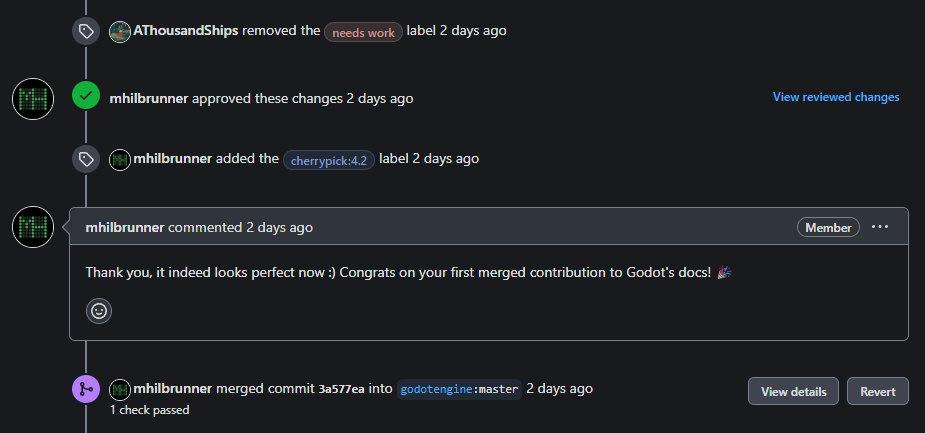 AThousandShips removed the needs work label 2 days ago
mhilbrunner approved these changes 2 days ago View reviewed changes
mhilbrunner added the cherrypick:4.2 label 2 days ago
mhilbrunner commented 2 days ago Member ...
Thank you, it indeed looks perfect now :) Congrats on your first merged contribution to Godot's docs! 🎉
mhilbrunner merged commit 3a577ea into godotengine:master 2 days ago View details Revert
1 check passed